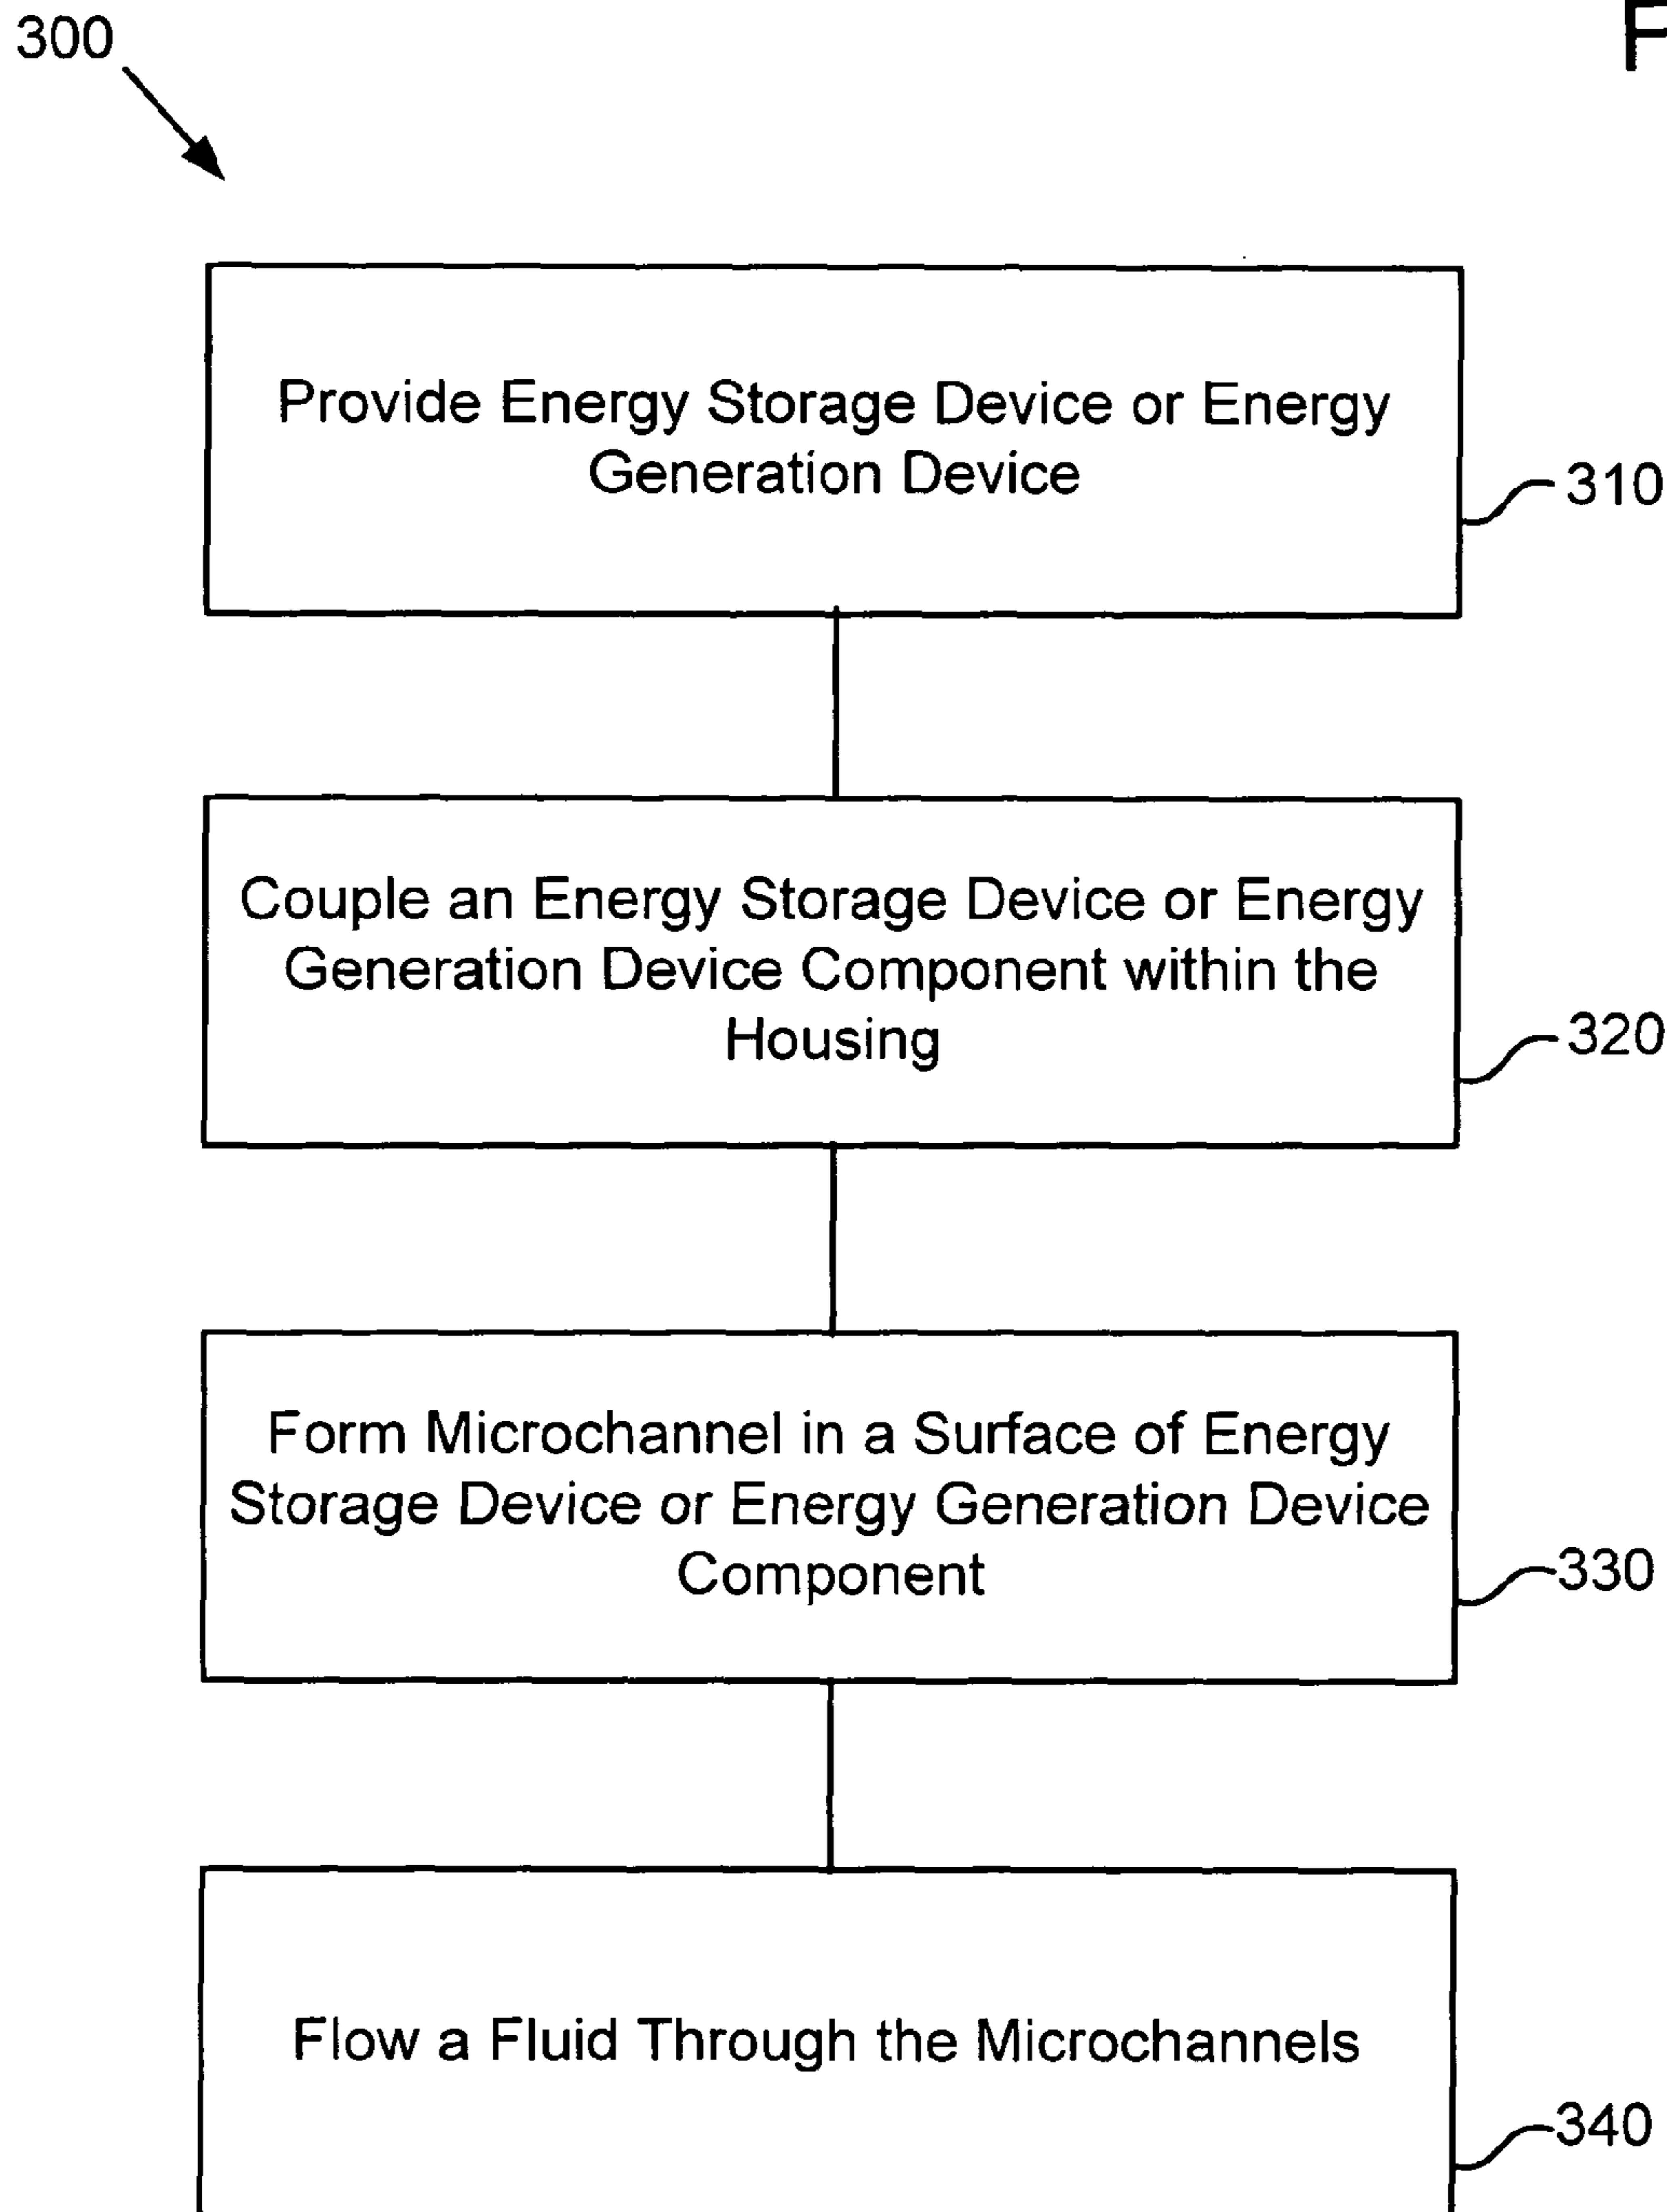 300
Provide Energy Storage Device or Energy
Generation Device
310
Couple an Energy Storage Device or Energy
Generation Device Component within the
Housing
320
Form Microchannel in a Surface of Energy
Storage Device or Energy Generation Device
Component
330
Flow a Fluid Through the Microchannels
340